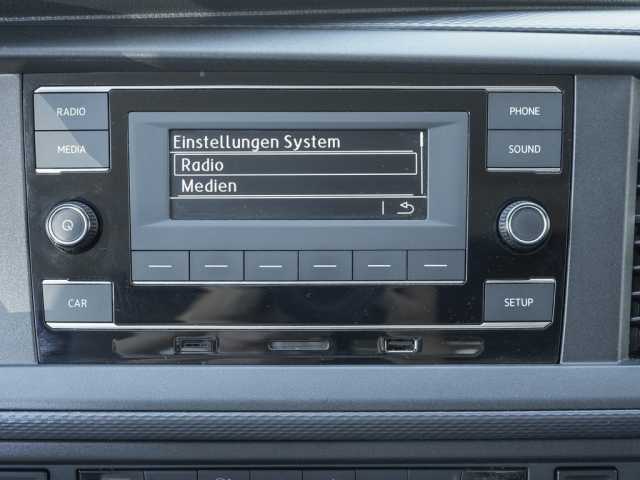 RADIO
PHONE
MEDIA
SOUND
Einstellungen System
Radio
Medien
CAR
SETUP